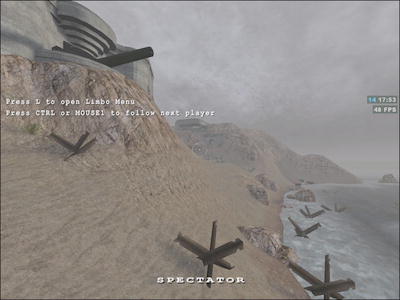 Press L to open Limbo Menu
Press CTRL or MOUSE1 to follow next player
14 17:53
48 FPS
SPECTATOR